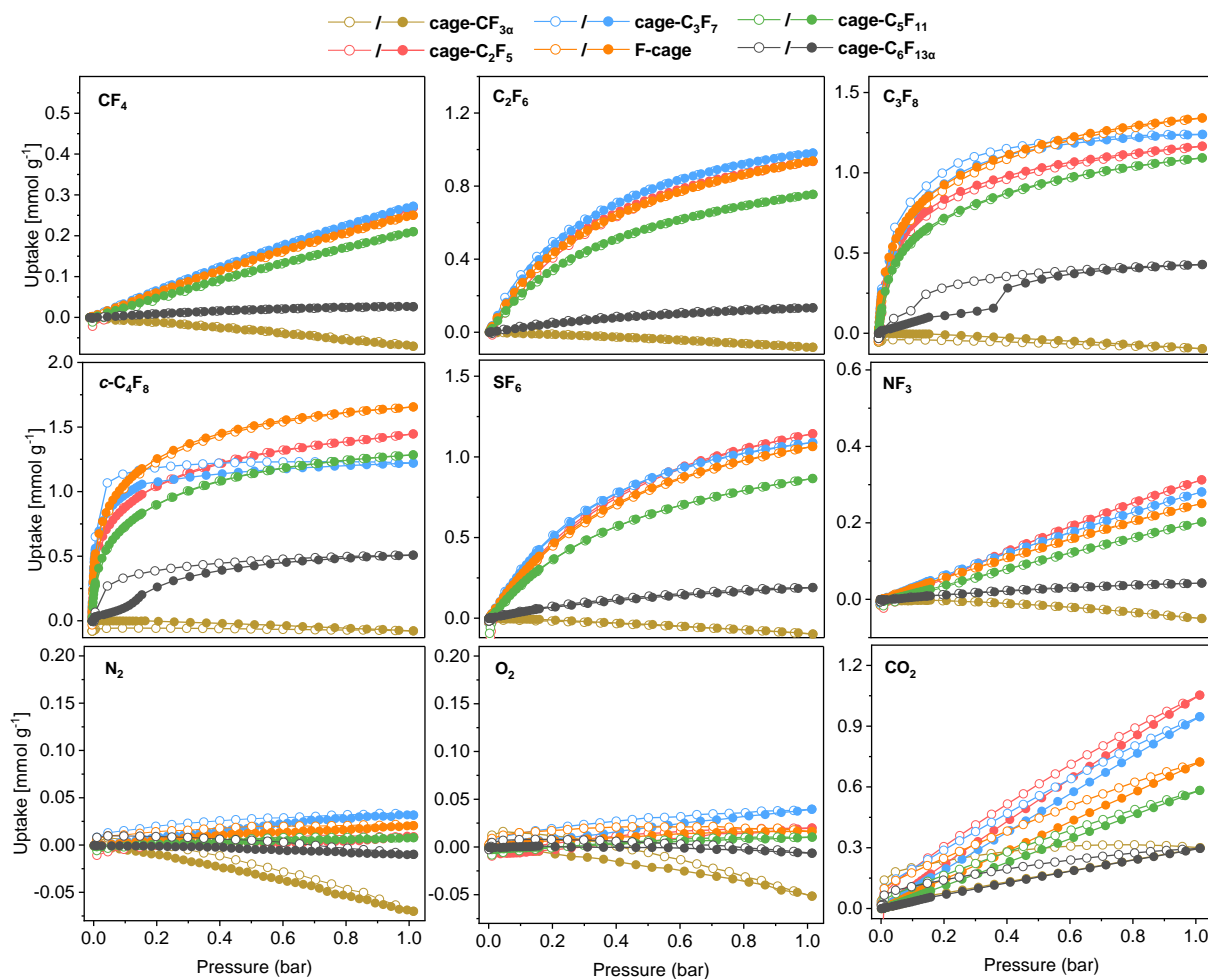 / cage-CF3α / cage-C3F7 / cage-C5F11
/ cage-C2F5 / F-cage / cage-C6F13α
CF4
C2F6
C3F8
Uptake [mmol g-1]
0.5
0.4
0.3
0.2
0.1
0.0
1.2
0.8
0.4
0.0
1.5
1.0
0.5
0.0
c-C4F8
SF6
NF3
Uptake [mmol g-1]
2.0
1.5
1.0
0.5
0.0
1.5
1.0
0.5
0.0
0.6
0.4
0.2
0.0
N2
O2
CO2
Uptake [mmol g-1]
0.20
0.15
0.10
0.05
0.00
-0.05
0.20
0.15
0.10
0.05
0.00
-0.05
1.2
0.9
0.6
0.3
0.0
0.0 0.2 0.4 0.6 0.8 1.0
0.0 0.2 0.4 0.6 0.8 1.0
0.0 0.2 0.4 0.6 0.8 1.0
Pressure (bar)
Pressure (bar)
Pressure (bar)